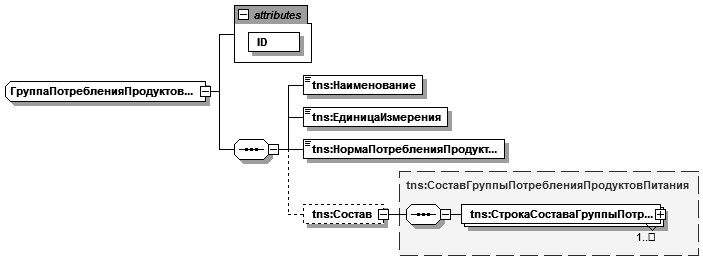 attributes
ID
ГруппаПотребленияПродуктов...
tns:Наименование
tns:ЕдиницаИзмерения
tns:НормаПотребленияПродукт...
tns:СоставГруппыПотребленияПродуктовПитания
tns:Состав
tns:СтрокаСоставаГруппыПотр...
1..□